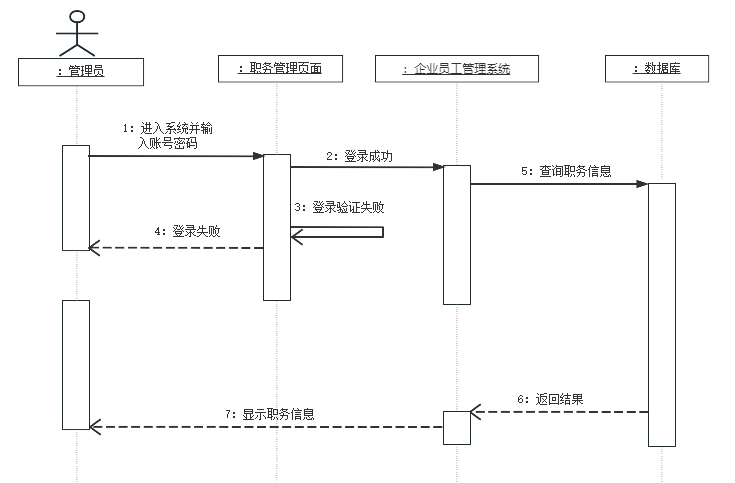 : 管理员
: 职务管理页面
: 企业员工管理系统
: 数据库
1: 进入系统并输
入账号密码
2: 登录成功
5: 查询职务信息
3: 登录验证失败
4: 登录失败
6: 返回结果
7: 显示职务信息